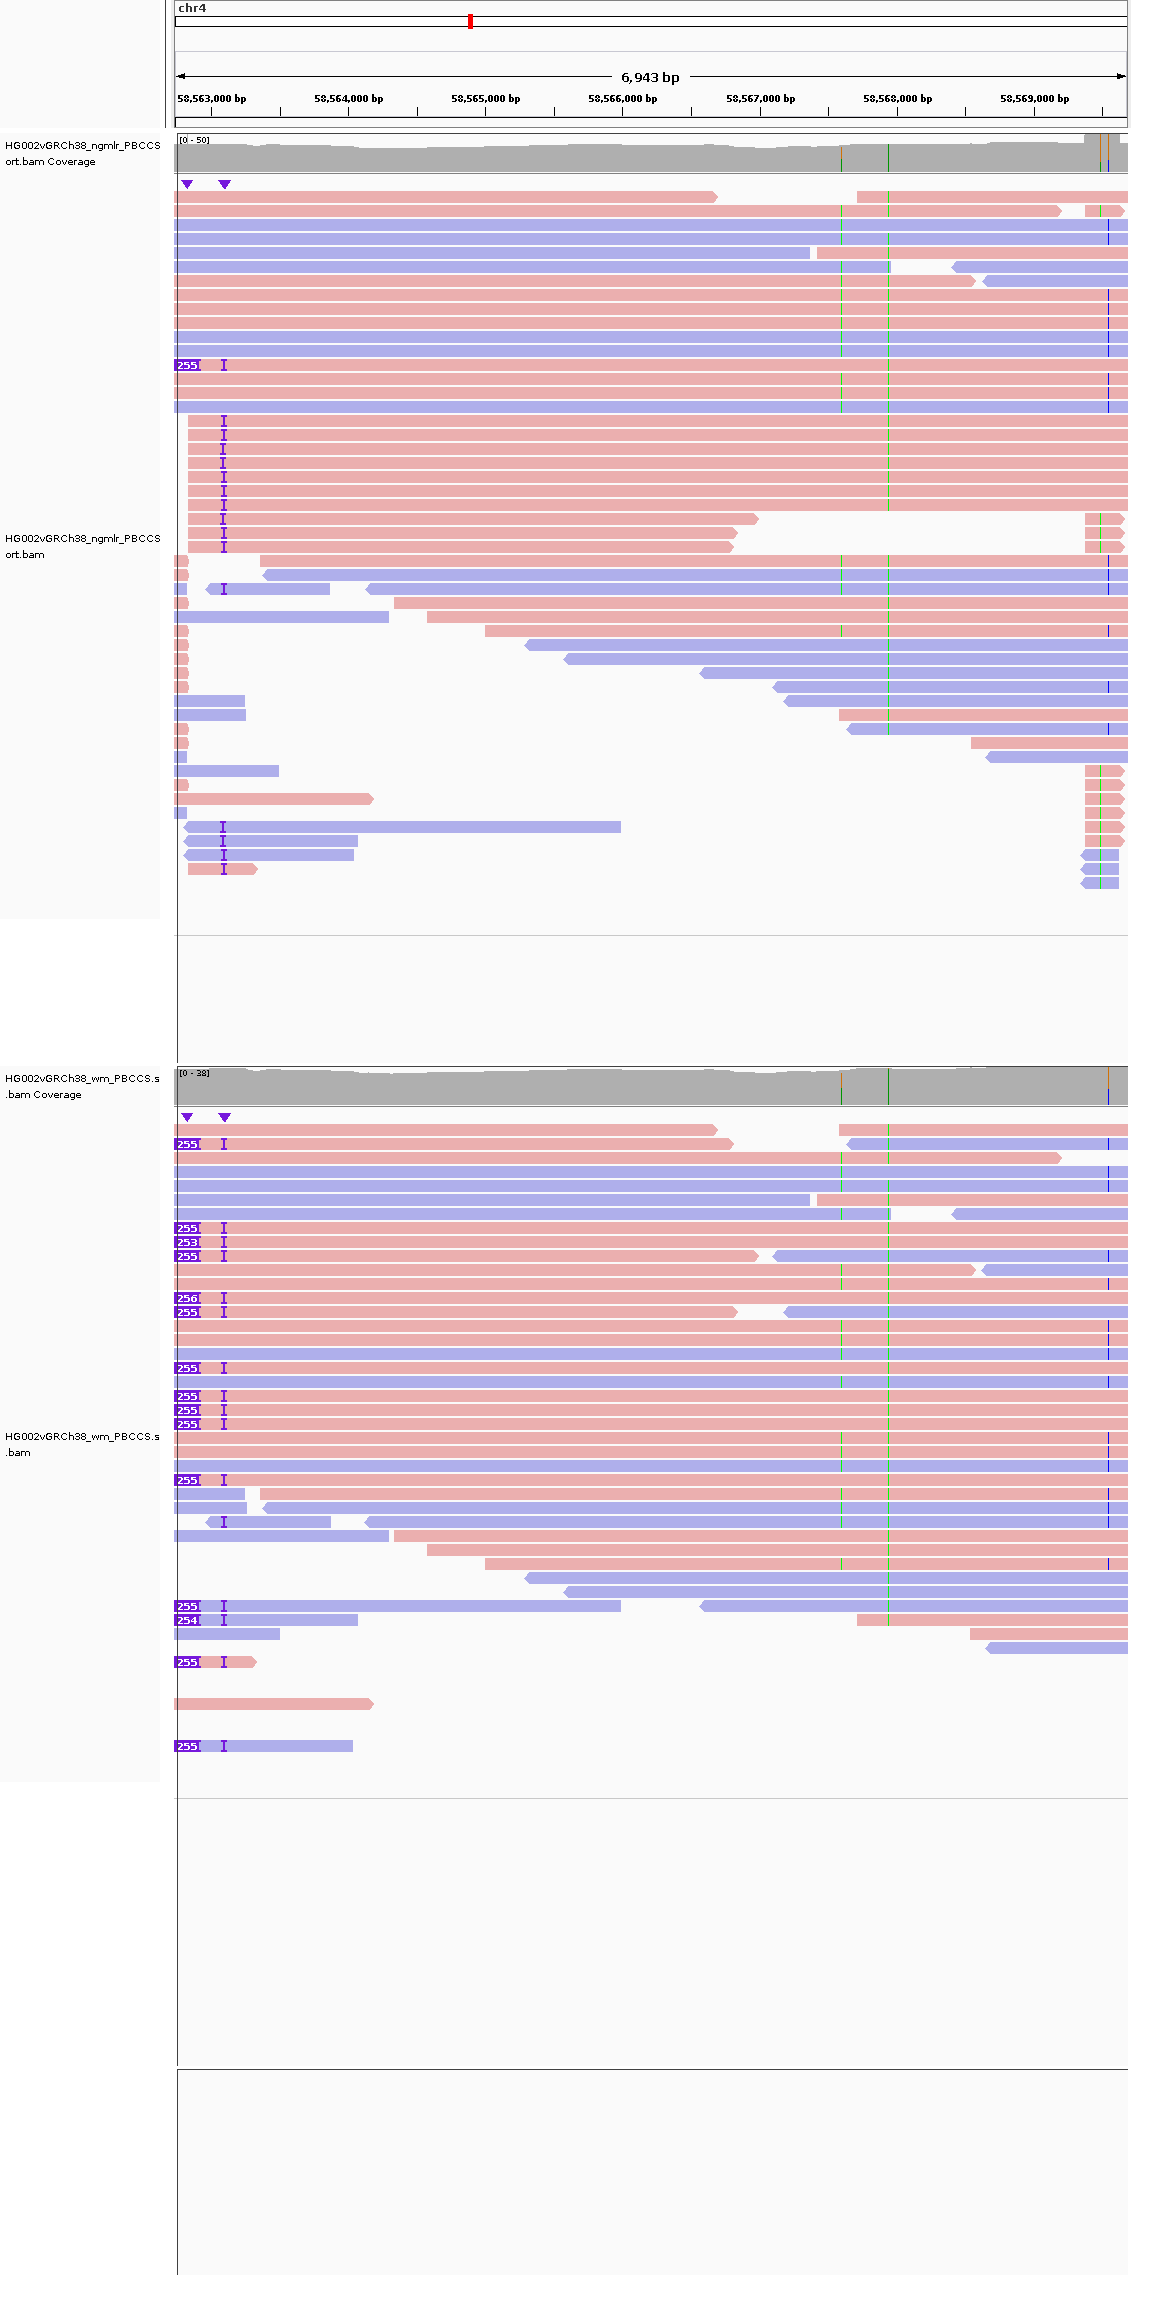 chr4
6,943 bp
58,563,000 bp 58,564,000 bp 58,565,000 bp 58,566,000 bp 58,567,000 bp 58,568,000 bp 58,569,000 bp
HG002vGRCh38_ngmlr_PBCCS
ort.bam Coverage
[0 - 50]
255
HG002vGRCh38_ngmlr_PBCCS
ort.bam
HG002vGRCh38_wm_PBCCS.s
.bam Coverage
[0 - 38]
255
255
253
255
256
255
255
255
255
255
HG002vGRCh38_wm_PBCCS.s
.bam
255
255
254
255
255